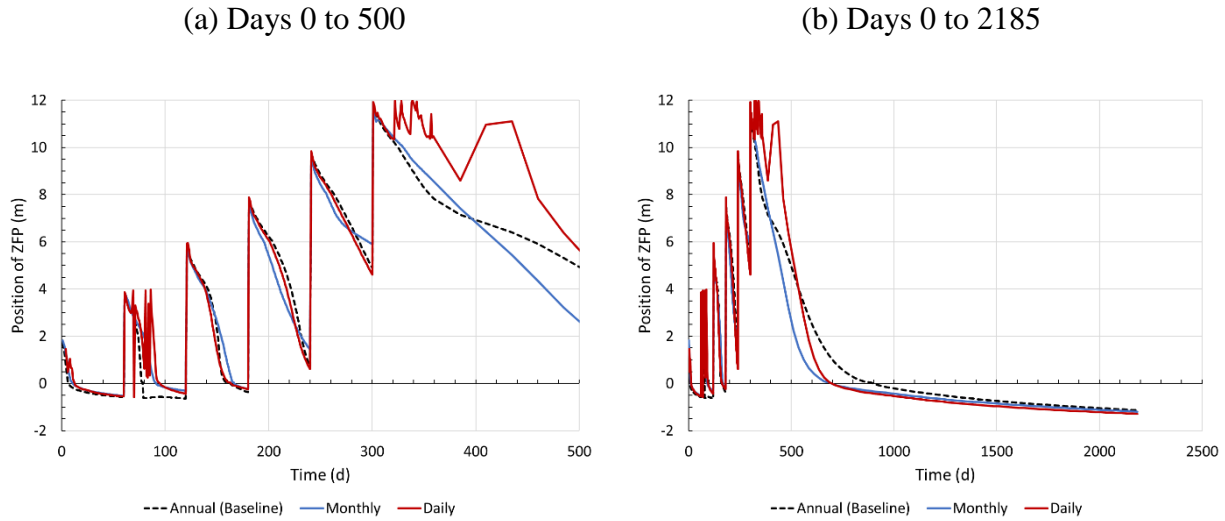 (a) Days 0 to 500
(b) Days 0 to 2185
Position of ZFP (m)
12
10
8
6
4
2
0
-2
0
100
200
300
400
500
Time (d)
Annual (Baseline)
Monthly
Daily
Position of ZFP (m)
12
10
8
6
4
2
0
-2
0
500
1000
1500
2000
2500
Time (d)
Annual (Baseline)
Monthly
Daily